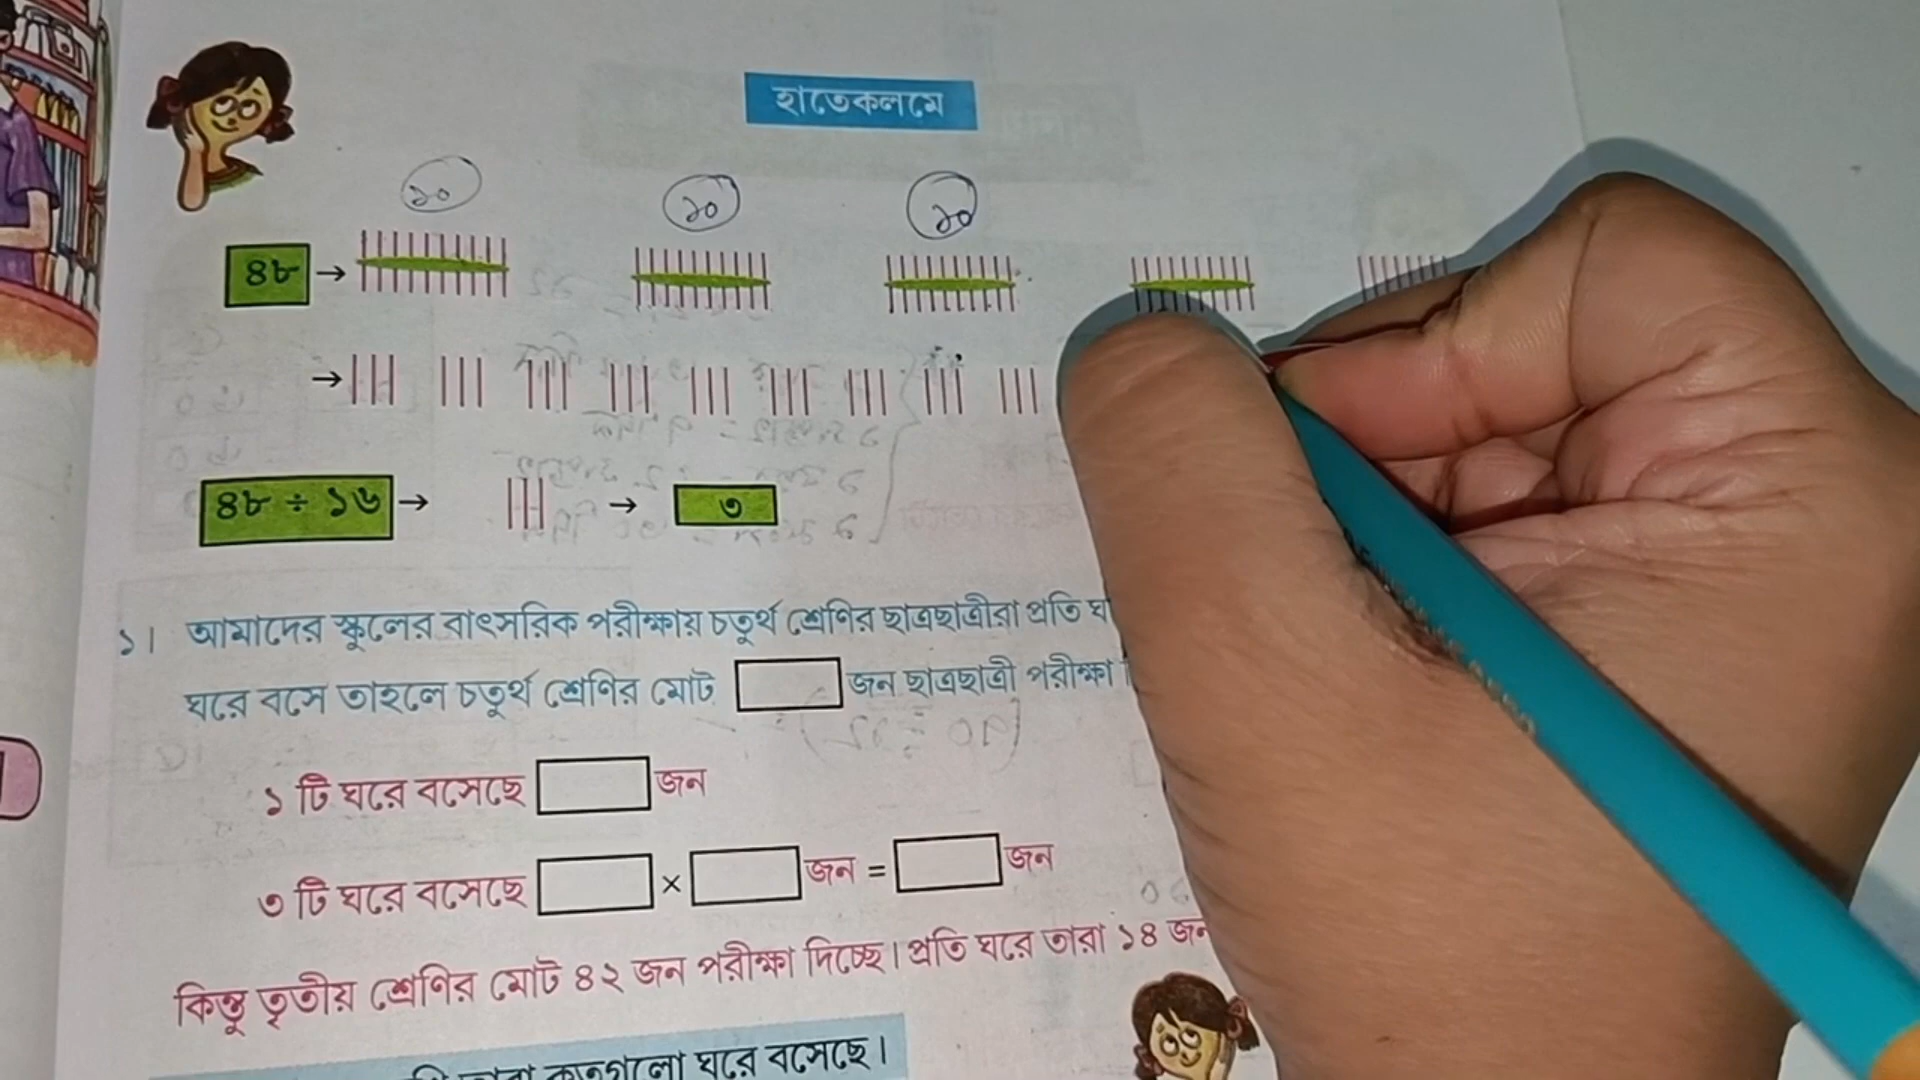 হাতেকলমে
১০ ১০ ১০
৪৮ →
→
৪৮ ÷ ১৬ → → ৩
১। আমাদের স্কুলের বাৎসরিক পরীক্ষায় চতুর্থ শ্রেণির ছাত্রছাত্রীরা প্রতি
ঘরে বসে তাহলে চতুর্থ শ্রেণির মোট জন ছাত্রছাত্রী পরীক্ষা
১ টি ঘরে বসেছে জন
৩ টি ঘরে বসেছে × জন = জন
কিন্তু তৃতীয় শ্রেণির মোট ৪২ জন পরীক্ষা দিচ্ছে। প্রতি ঘরে তারা ১৪ জন
কতগুলো ঘরে বসেছে।